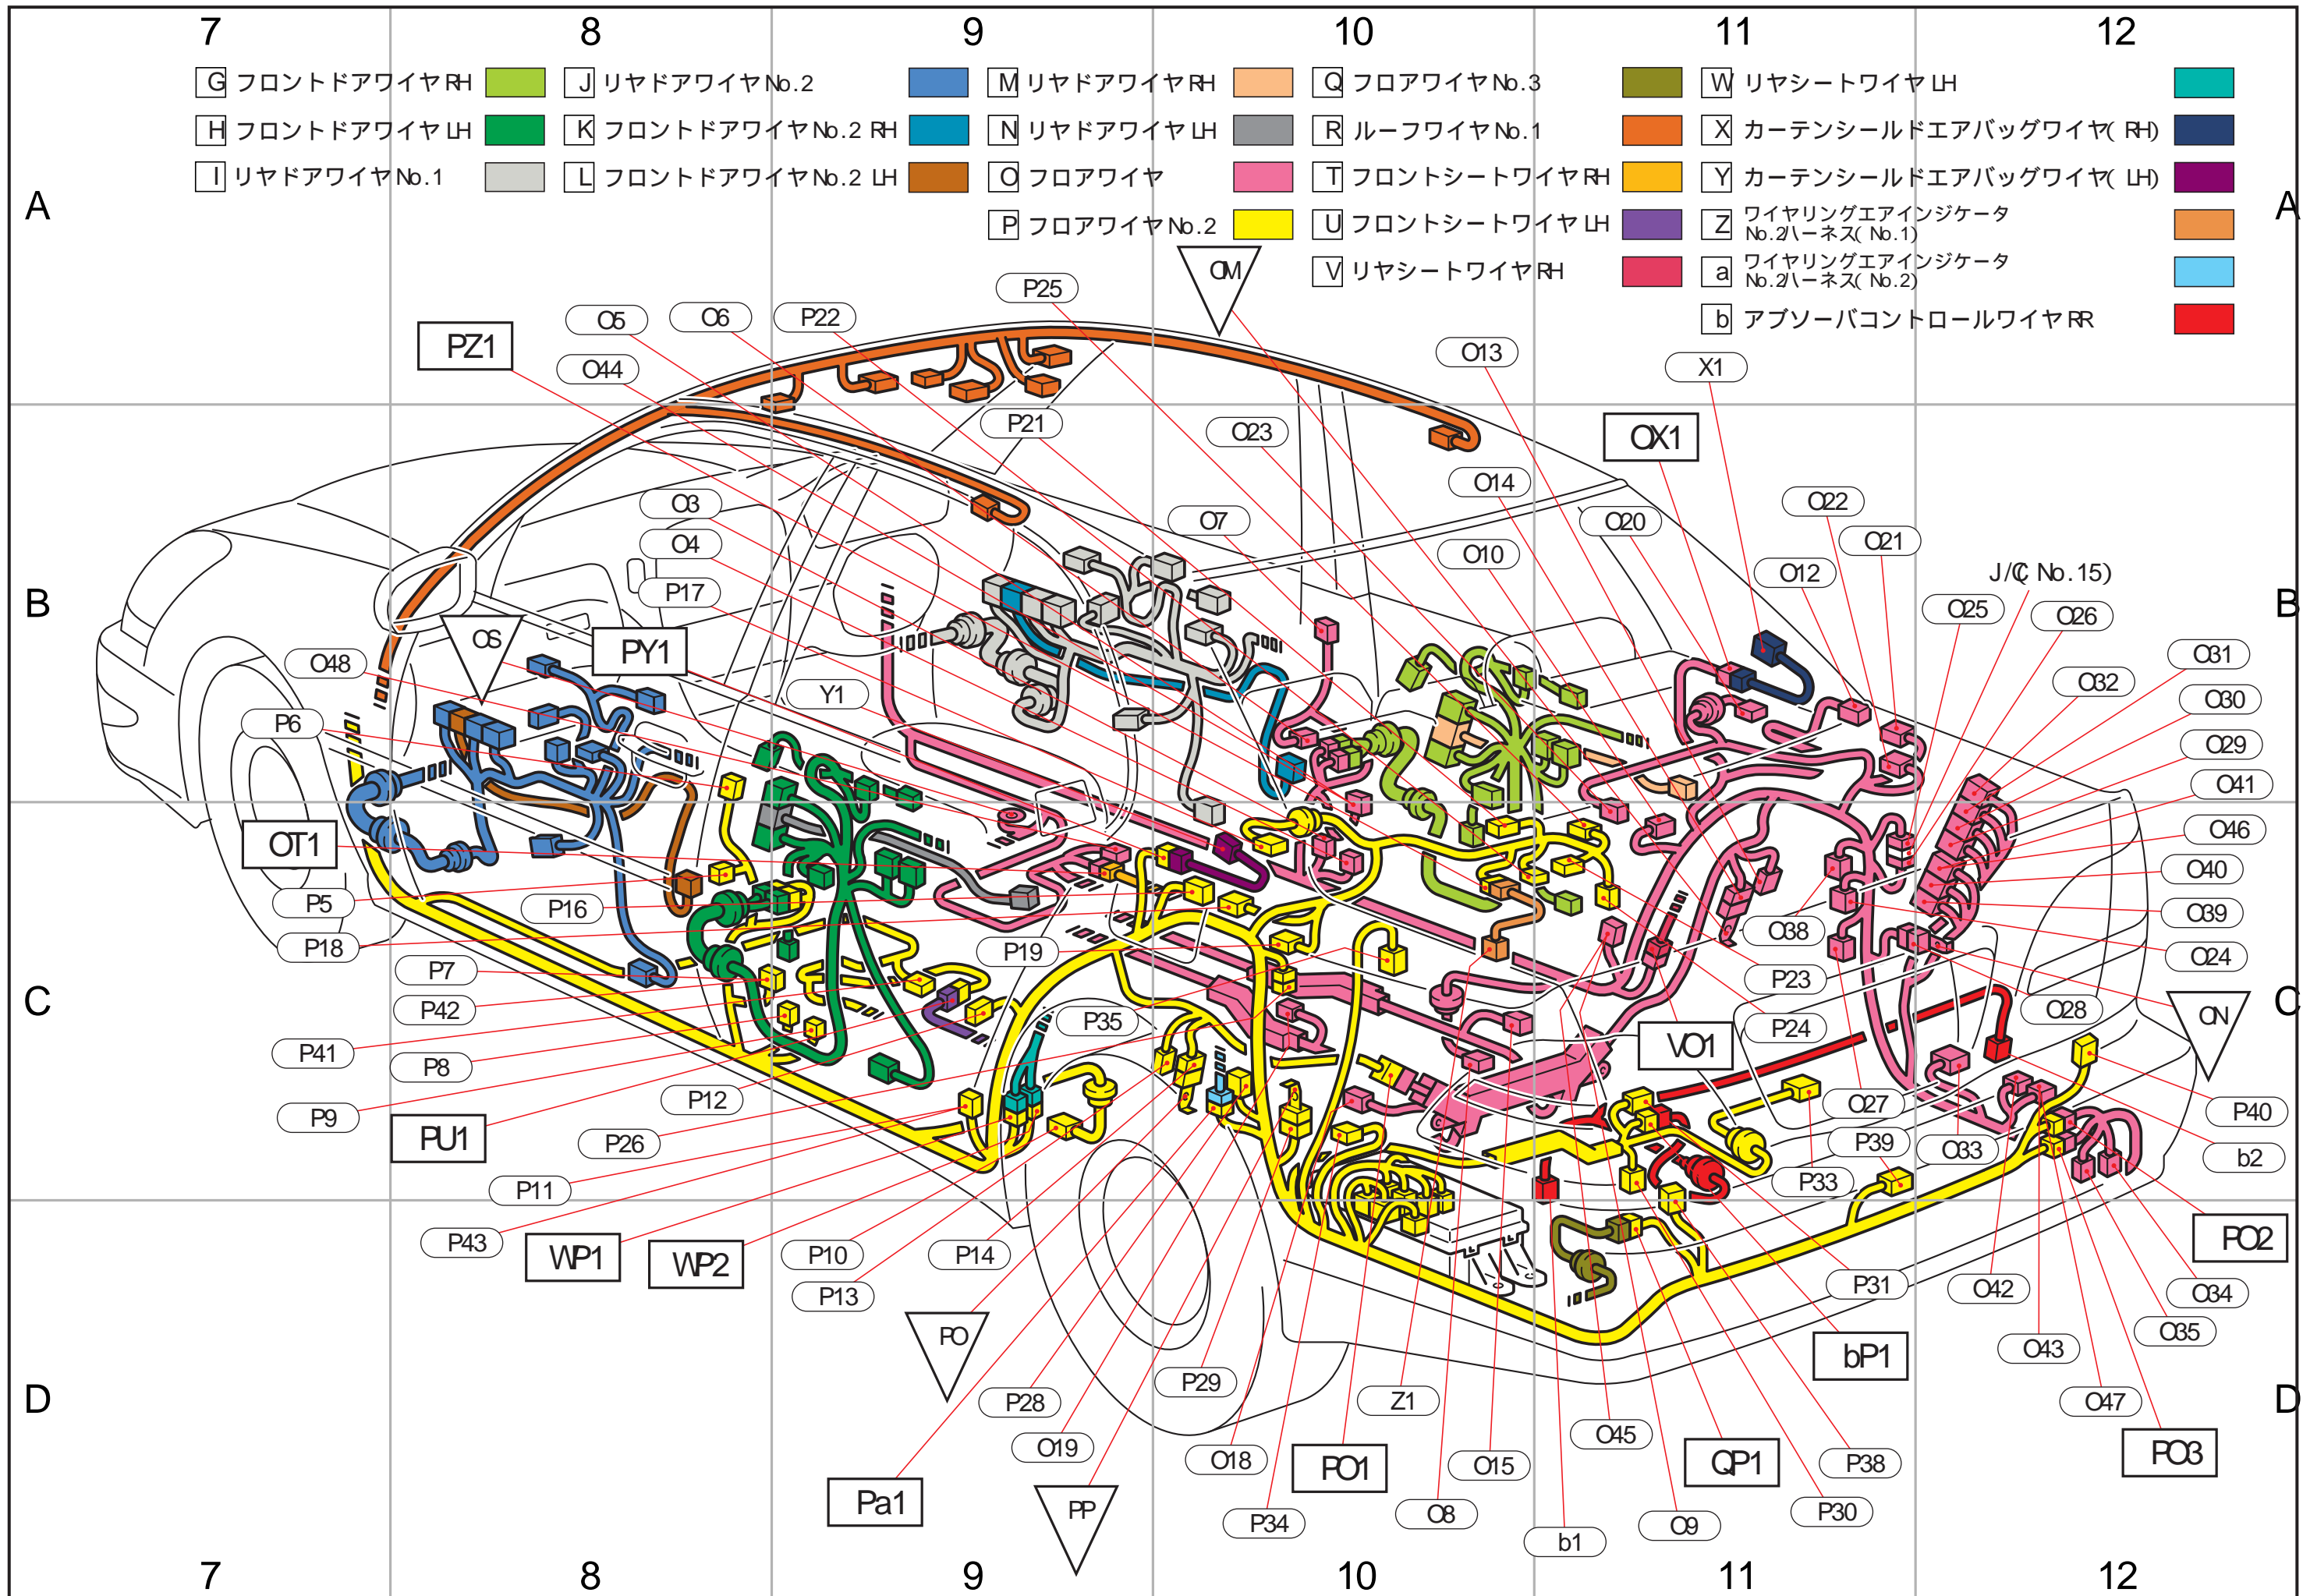 7 8 9 10 11 12
G フロントドアワイヤ RH
H フロントドアワイヤ LH
I リヤドアワイヤ No.1
J リヤドアワイヤ No.2
K フロントドアワイヤ No.2 RH
L フロントドアワイヤ No.2 LH
M リヤドアワイヤ RH
N リヤドアワイヤ LH
O フロアワイヤ
P フロアワイヤ No.2
Q フロアワイヤ No.3
R ルーフワイヤ No.1
T フロントシートワイヤ RH
U フロントシートワイヤ LH
V リヤシートワイヤ RH
W リヤシートワイヤ LH
X カーテンシールドエアバッグワイヤ( RH)
Y カーテンシールドエアバッグワイヤ( LH)
Z ワイヤリングエアインジケータ
No.2ハーネス( No.1)
a ワイヤリングエアインジケータ
No.2ハーネス( No.2)
b アブソーバコントロールワイヤ RR
A
A
OM
P25
PZ1
O5
O6
P22
O44
O13
X1
P21
O23
OX1
O3
O14
O22
O7
O20
O4
O10
O21
P17
O12
J/C( No.15)
O25
O26
B
B
OS
PY1
O48
Y1
P6
O31
O32
O30
O29
O41
OT1
O46
P5
P16
O40
O39
P18
P19
O38
O24
P7
P23
P42
C
C
P35
P24
O28
ON
P41
P8
VO1
P9
P12
O27
P40
PU1
P26
P39
O33
b2
P11
P33
P43
WP1
WP2
P10
P14
PO2
P13
P31
O42
O34
PO
bP1
O35
O43
P28
P29
Z1
D
D
O47
O19
O45
O18
PO1
O15
QP1
P38
PO3
Pa1
PP
P34
O8
b1
O9
P30
7 8 9 10 11 12